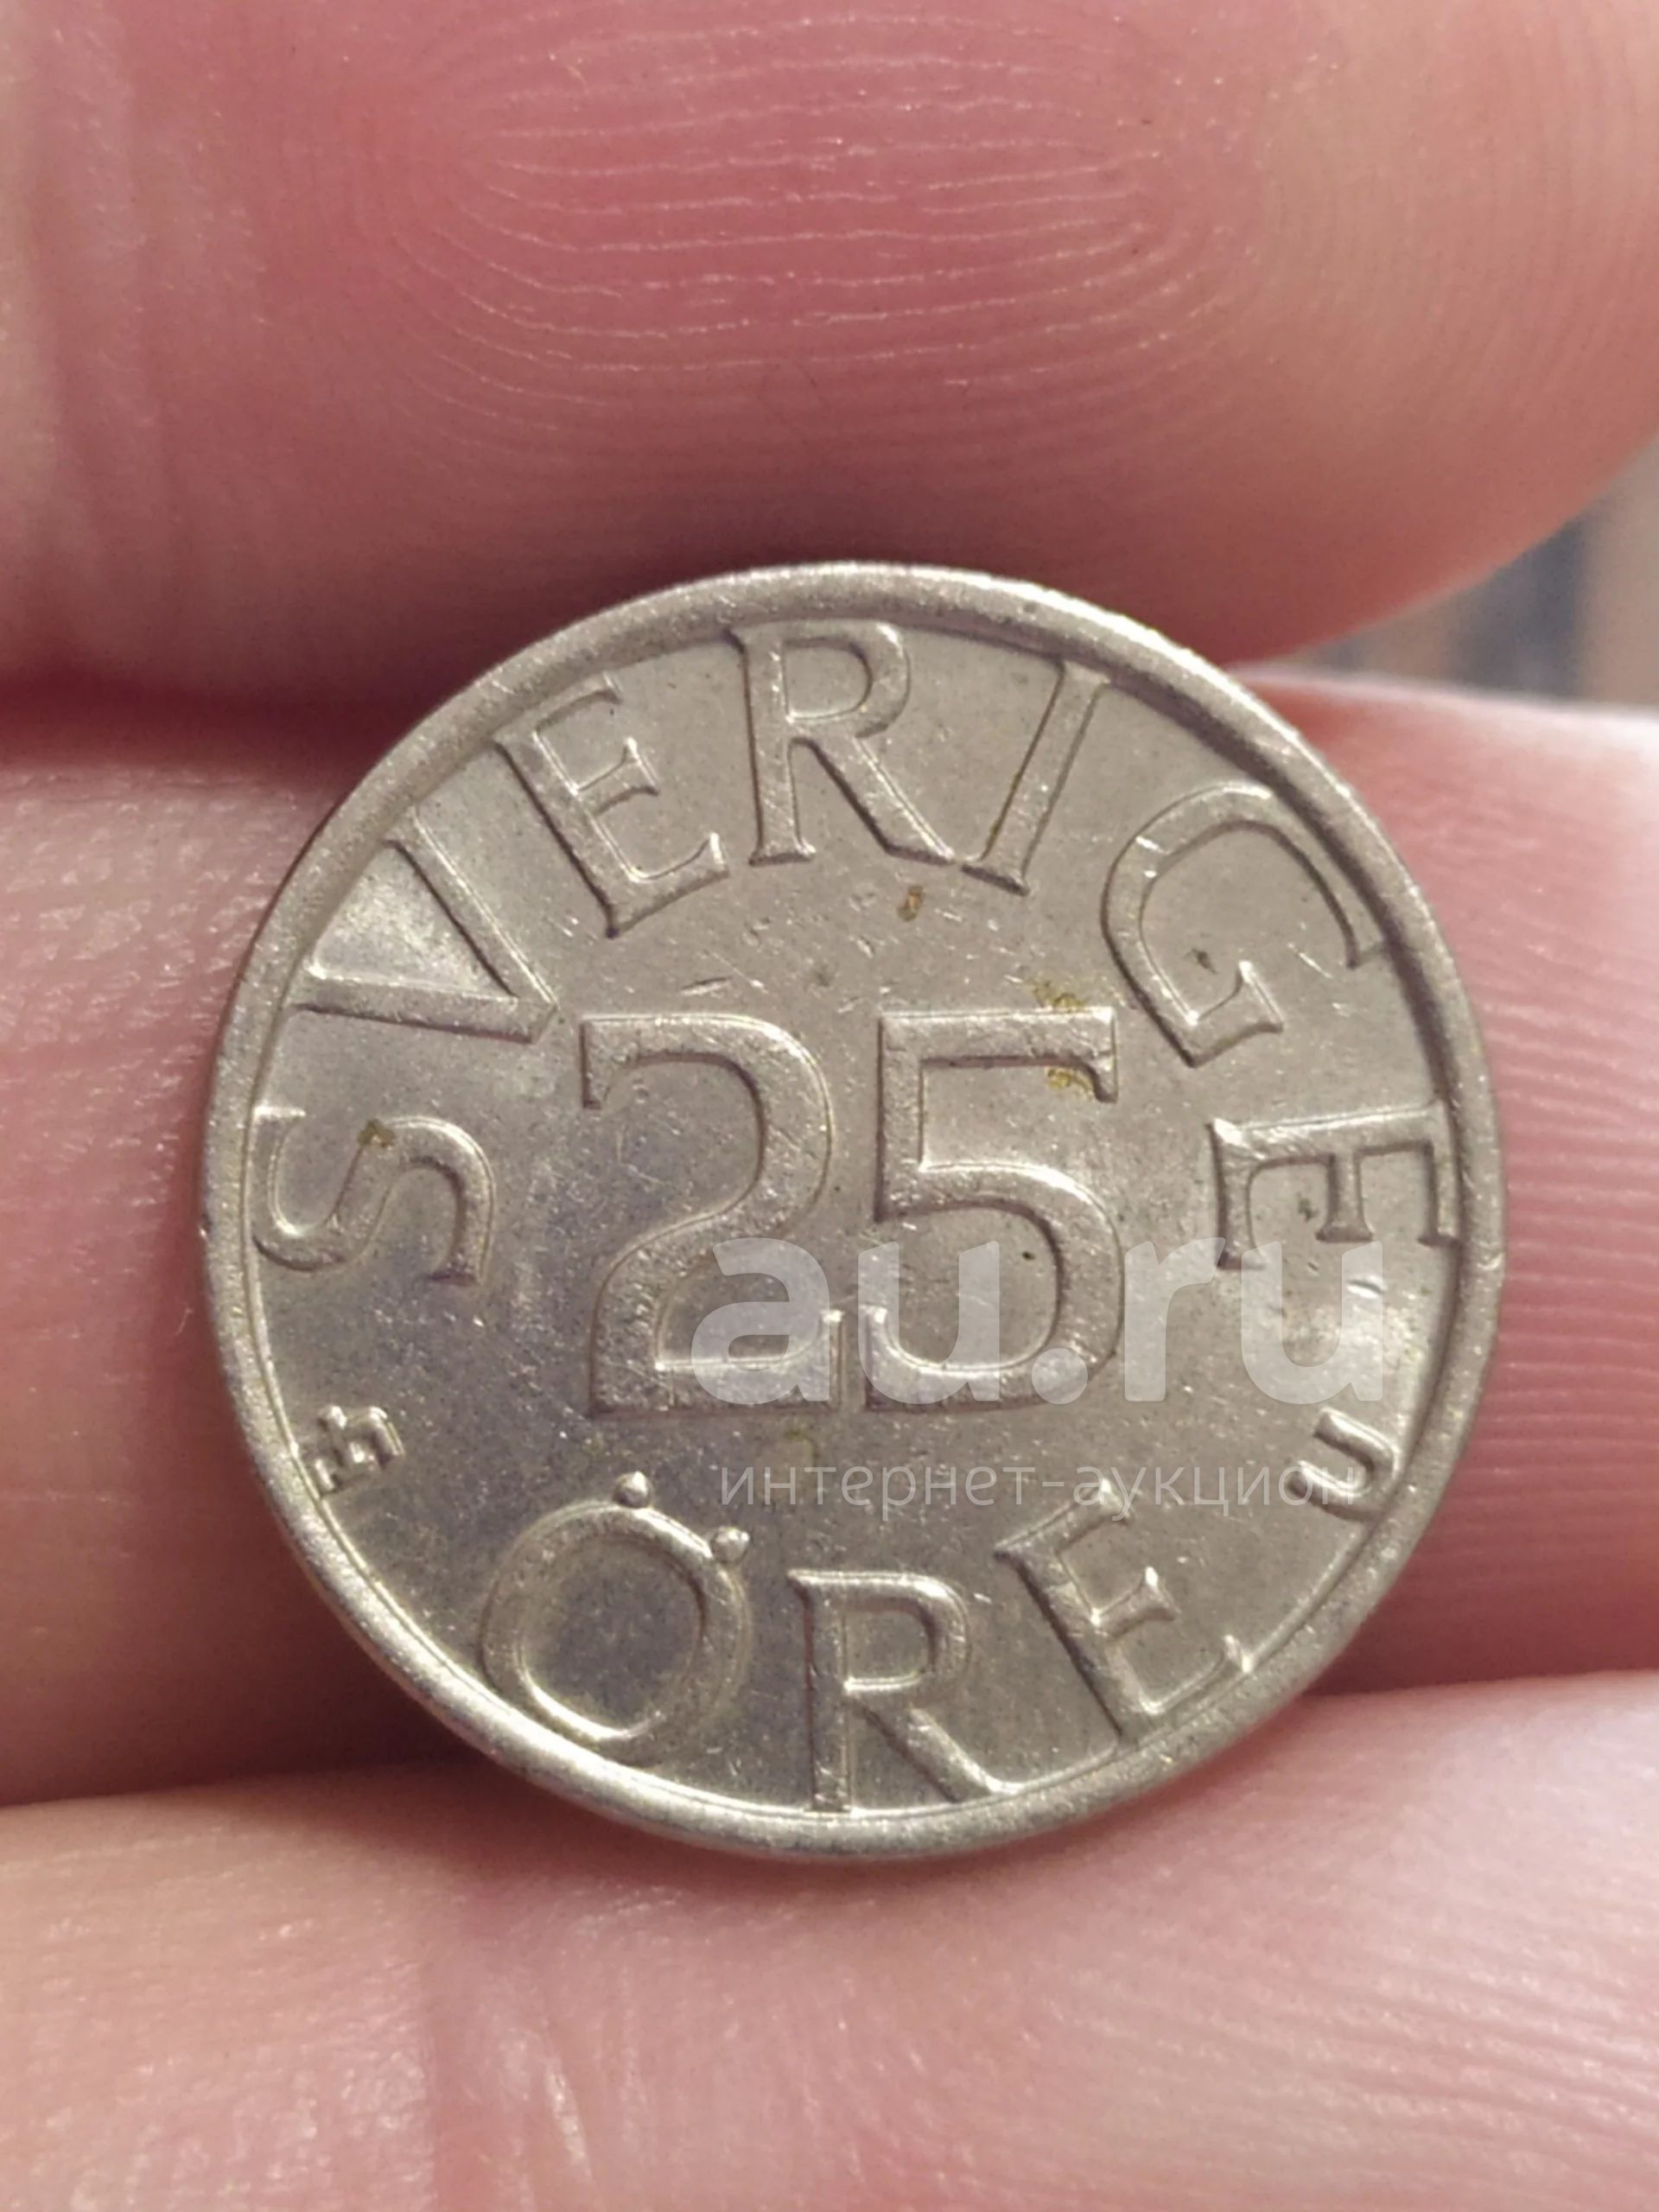 SVERIGE
25
ÖRE
U
au.ru
интернет-аукцион